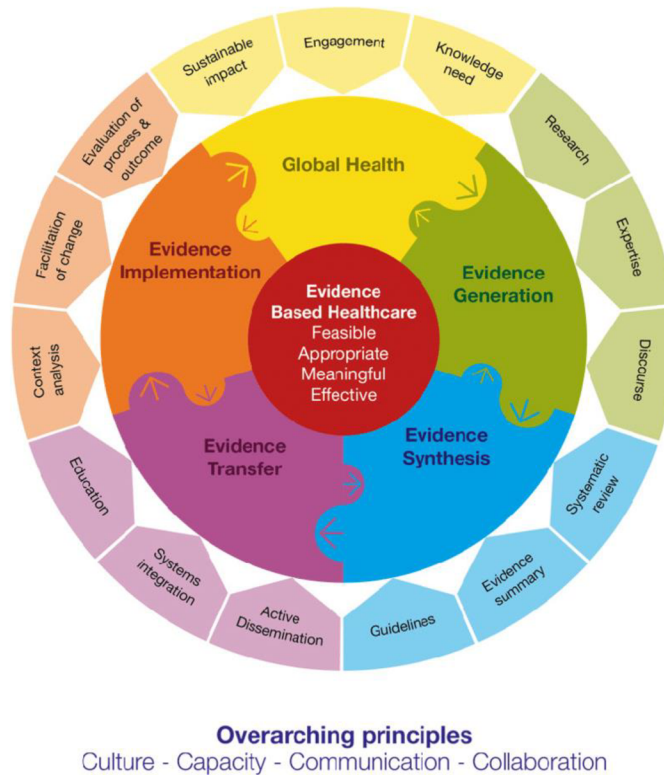 Sustainable
impact
Engagement
Knowledge
need
Research
Expertise
Discourse
Systematic
review
Evidence
summary
Guidelines
Active
Dissemination
Systems
integration
Education
Context
analysis
Facilitation
of change
Evaluation of
process &
outcome
Global Health
Evidence
Generation
Evidence
Synthesis
Evidence
Transfer
Evidence
Implementation
Evidence
Based Healthcare
Feasible
Appropriate
Meaningful
Effective
Overarching principles
Culture - Capacity - Communication - Collaboration